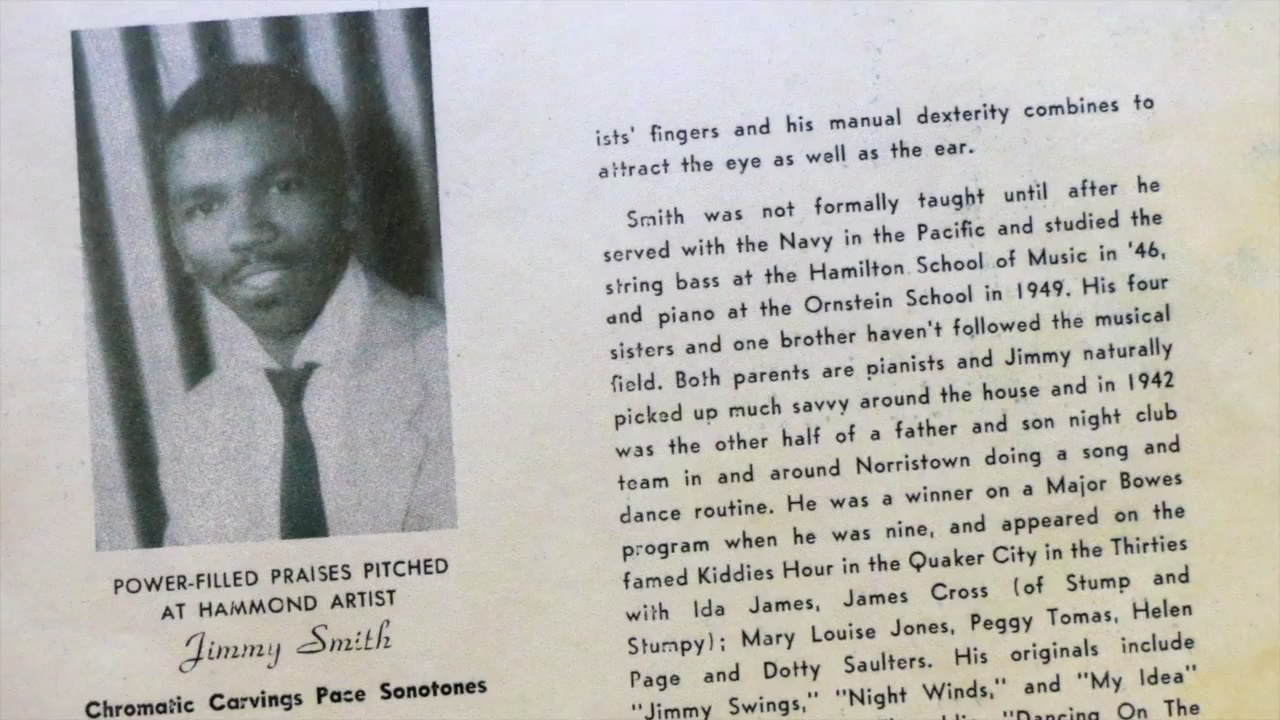 POWER-FILLED PRAISES PITCHED
AT HAMMOND ARTIST
Jimmy Smith
Chromatic Carvings Pace Sonotones
ists' fingers and his manual dexterity combines to
attract the eye as well as the ear.
Smith was not formally taught until after he
served with the Navy in the Pacific and studied the
string bass at the Hamilton School of Music in '46,
and piano at the Ornstein School in 1949. His four
sisters and one brother haven't followed the musical
field. Both parents are pianists and Jimmy naturally
picked up much savvy around the house and in 1942
was the other half of a father and son night club
team in and around Norristown doing a song and
dance routine. He was a winner on a Major Bowes
program when he was nine, and appeared on the
famed Kiddies Hour in the Quaker City in the Thirties
with Ida James, James Cross (of Stump and
Stumpy); Mary Louise Jones, Peggy Tomas, Helen
Page and Dotty Saulters. His originals include
"Jimmy Swings," "Night Winds," and "My Idea"
"Dancing On The